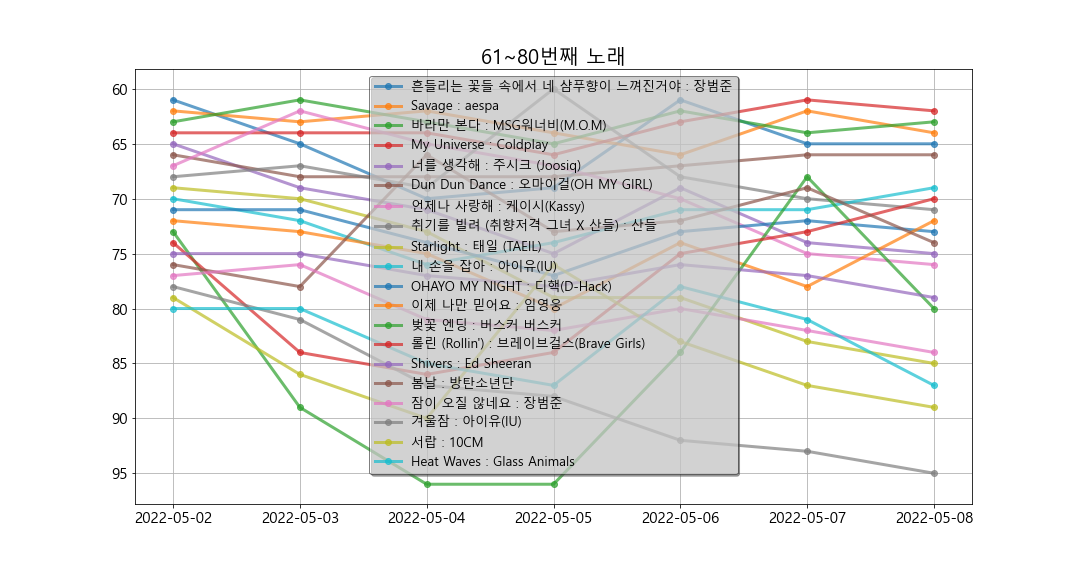 61~80번째 노래
60
65
70
75
80
85
90
95
흔들리는 꽃들 속에서 네 샴푸향이 느껴진거야 : 장범준
Savage : aespa
바라만 본다 : MSG워너비(M.O.M)
My Universe : Coldplay
너를 생각해 : 주시크 (Joosiq)
Dun Dun Dance : 오마이걸(OH MY GIRL)
언제나 사랑해 : 케이시(Kassy)
취기를 빌려 (취향저격 그녀 X 산들) : 산들
Starlight : 태일 (TAEIL)
내 손을 잡아 : 아이유(IU)
OHAYO MY NIGHT : 디핵(D-Hack)
이제 나만 믿어요 : 임영웅
벚꽃 엔딩 : 버스커 버스커
롤린 (Rollin') : 브레이브걸스(Brave Girls)
Shivers : Ed Sheeran
봄날 : 방탄소년단
잠이 오질 않네요 : 장범준
겨울잠 : 아이유(IU)
서랍 : 10CM
Heat Waves : Glass Animals
2022-05-02 2022-05-03 2022-05-04 2022-05-05 2022-05-06 2022-05-07 2022-05-08